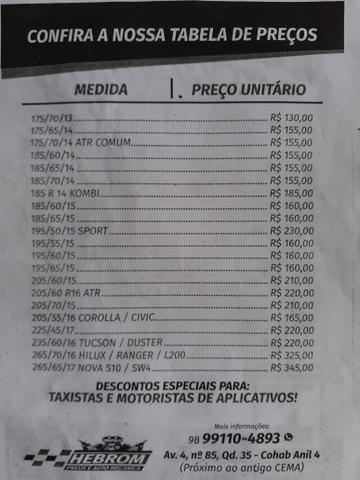 CONFIRA A NOSSA TABELA DE PREÇOS
MEDIDA | PREÇO UNITÁRIO
175/70/13 R$ 130,00
175/65/14 R$ 155,00
175/70/14 ATR COMUM R$ 155,00
185/60/14 R$ 155,00
185/65/14 R$ 155,00
185/70/14 R$ 155,00
185 R 14 KOMBI R$ 185,00
185/60/15 R$ 160,00
185/65/15 R$ 160,00
195/50/15 SPORT R$ 230,00
195/55/15 R$ 160,00
195/60/15 R$ 160,00
195/65/15 R$ 160,00
205/60/15 R$ 210,00
205/60 R16 ATR R$ 220,00
205/70/15 R$ 210,00
205/55/16 COROLLA / CIVIC R$ 165,00
225/45/17 R$ 220,00
235/60/16 TUCSON / DUSTER R$ 220,00
265/70/16 HILUX / RANGER / L200 R$ 325,00
265/65/17 NOVA S10 / SW4 R$ 345,00
DESCONTOS ESPECIAIS PARA:
TAXISTAS E MOTORISTAS DE APLICATIVOS!
HEBROM
PNEUS E AUTO MECÂNICA
Mais informações:
98 99110-4893
Av. 4, nº 85, Qd. 35 - Cohab Anil 4
(Próximo ao antigo CEMA)